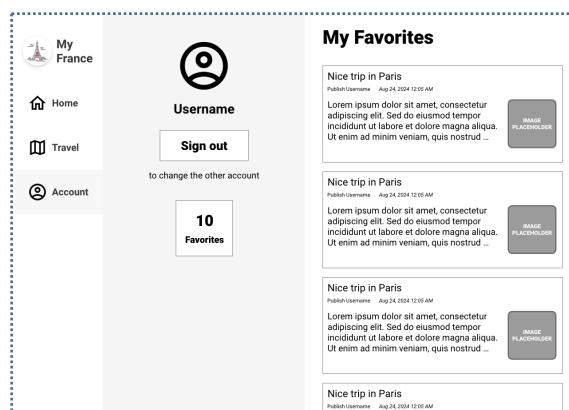 My
France
Home
Travel
Account
Username
Sign out
to change the other account
10
Favorites
My Favorites
Nice trip in Paris
Publish Username Aug 24, 2024 12:05 AM
Lorem ipsum dolor sit amet, consectetur
adipiscing elit. Sed do eiusmod tempor
incididunt ut labore et dolore magna aliqua.
Ut enim ad minim veniam, quis nostrud ...
IMAGE
PLACEHOLDER
Nice trip in Paris
Publish Username Aug 24, 2024 12:05 AM
Lorem ipsum dolor sit amet, consectetur
adipiscing elit. Sed do eiusmod tempor
incididunt ut labore et dolore magna aliqua.
Ut enim ad minim veniam, quis nostrud ...
IMAGE
PLACEHOLDER
Nice trip in Paris
Publish Username Aug 24, 2024 12:05 AM
Lorem ipsum dolor sit amet, consectetur
adipiscing elit. Sed do eiusmod tempor
incididunt ut labore et dolore magna aliqua.
Ut enim ad minim veniam, quis nostrud ...
IMAGE
PLACEHOLDER
Nice trip in Paris
Publish Username Aug 24, 2024 12:05 AM